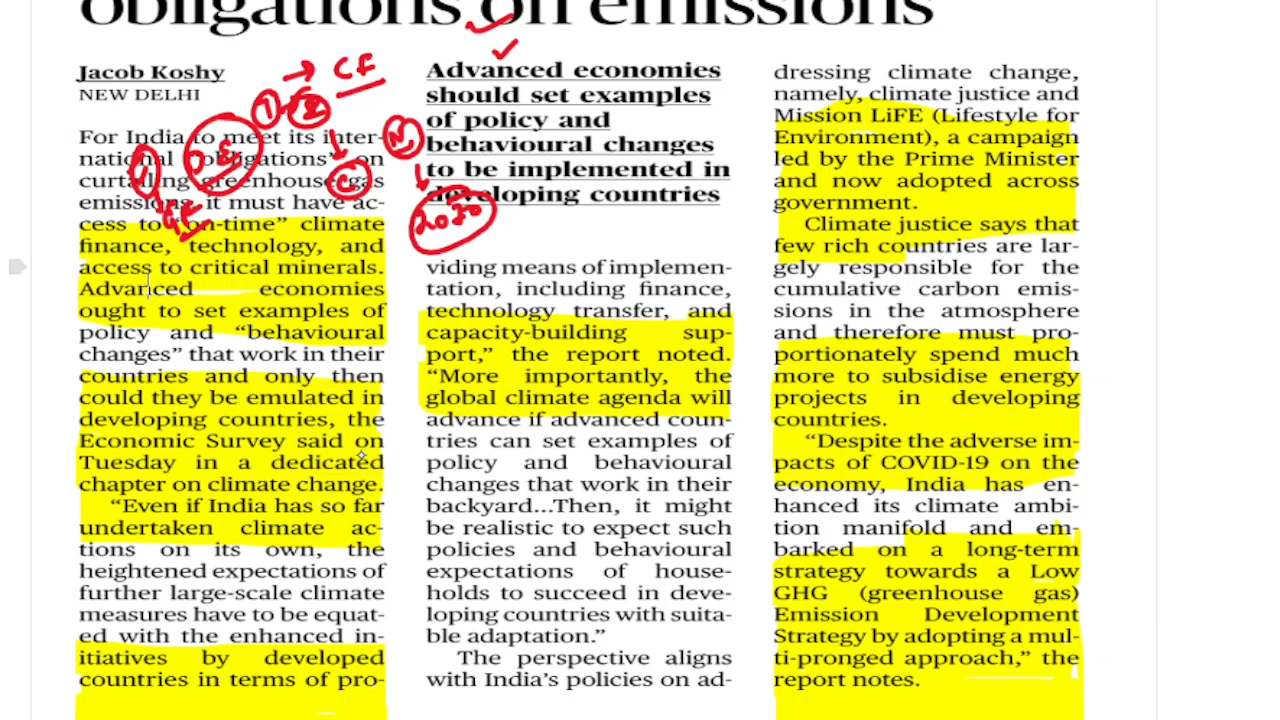 obligations on emissions
Jacob Koshy
NEW DELHI
For India to meet its inter-
national "obligations" on
curtailing greenhouse gas
emissions, it must have ac-
cess to "on-time" climate
finance, technology, and
access to critical minerals.
Advanced economies
ought to set examples of
policy and "behavioural
changes" that work in their
countries and only then
could they be emulated in
developing countries, the
Economic Survey said on
Tuesday in a dedicated
chapter on climate change.
"Even if India has so far
undertaken climate ac-
tions on its own, the
heightened expectations of
further large-scale climate
measures have to be equat-
ed with the enhanced in-
itiatives by developed
countries in terms of pro-
Advanced economies
should set examples
of policy and
behavioural changes
to be implemented in
developing countries
viding means of implemen-
tation, including finance,
technology transfer, and
capacity-building sup-
port," the report noted.
"More importantly, the
global climate agenda will
advance if advanced coun-
tries can set examples of
policy and behavioural
changes that work in their
backyard...Then, it might
be realistic to expect such
policies and behavioural
expectations of house-
holds to succeed in deve-
loping countries with suita-
ble adaptation."
The perspective aligns
with India's policies on ad-
dressing climate change,
namely, climate justice and
Mission LiFE (Lifestyle for
Environment), a campaign
led by the Prime Minister
and now adopted across
government.
Climate justice says that
few rich countries are lar-
gely responsible for the
cumulative carbon emis-
sions in the atmosphere
and therefore must pro-
portionately spend much
more to subsidise energy
projects in developing
countries.
"Despite the adverse im-
pacts of COVID-19 on the
economy, India has en-
hanced its climate ambi-
tion manifold and em-
barked on a long-term
strategy towards a Low
GHG (greenhouse gas)
Emission Development
Strategy by adopting a mul-
ti-pronged approach," the
report notes.
CF
1
2070